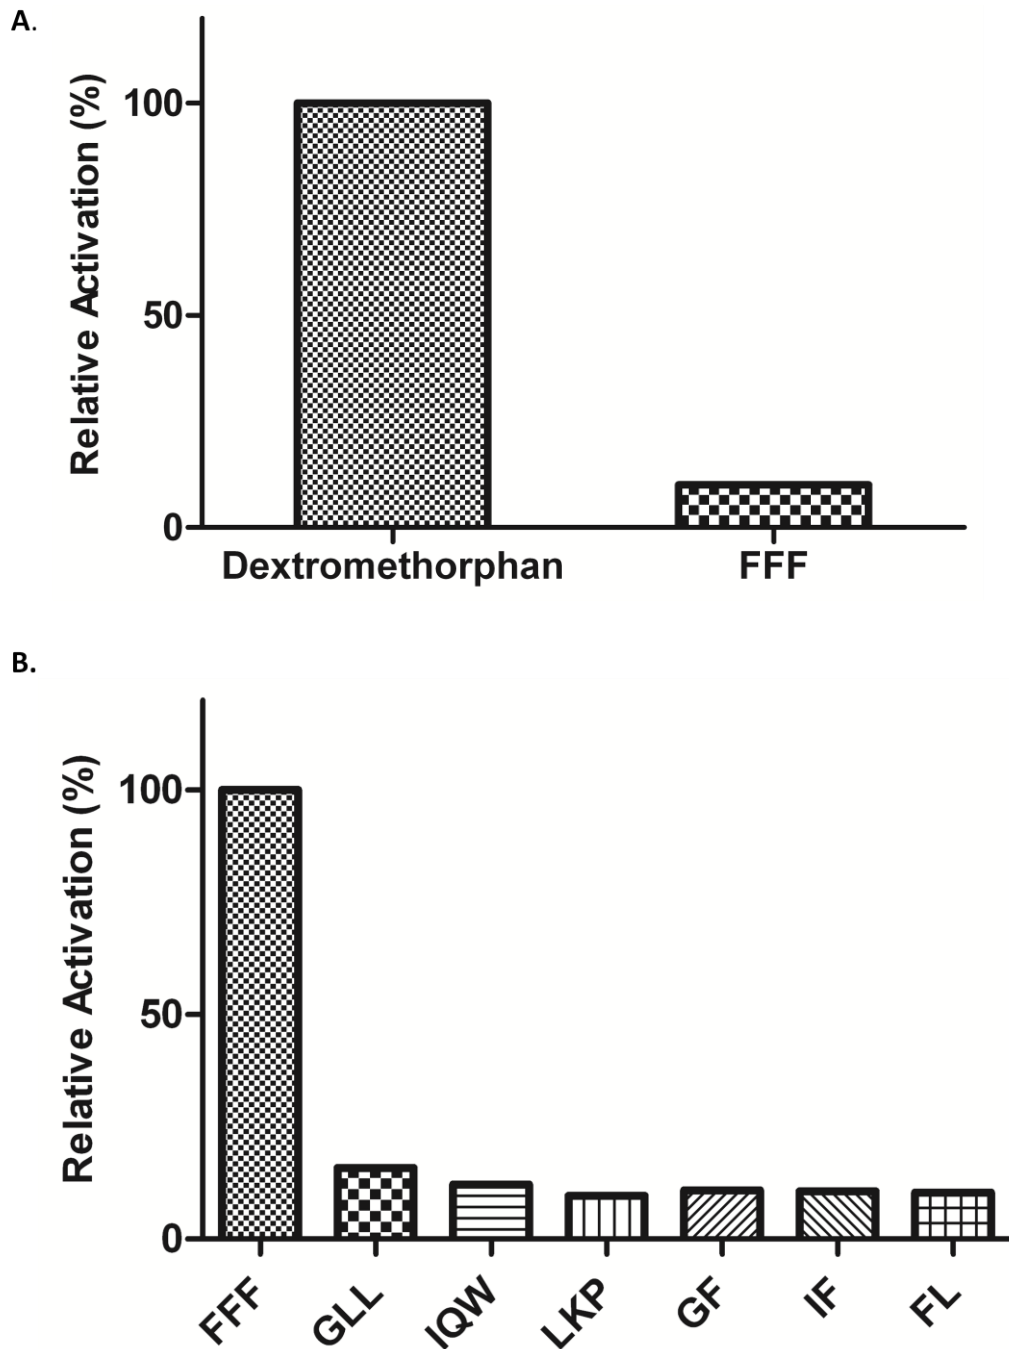 A.
Relative Activation (%)
100
50
0
Dextromethorphan
FFF
B.
Relative Activation (%)
100
50
0
FFF
GLL
IQW
LKP
GF
IF
FL